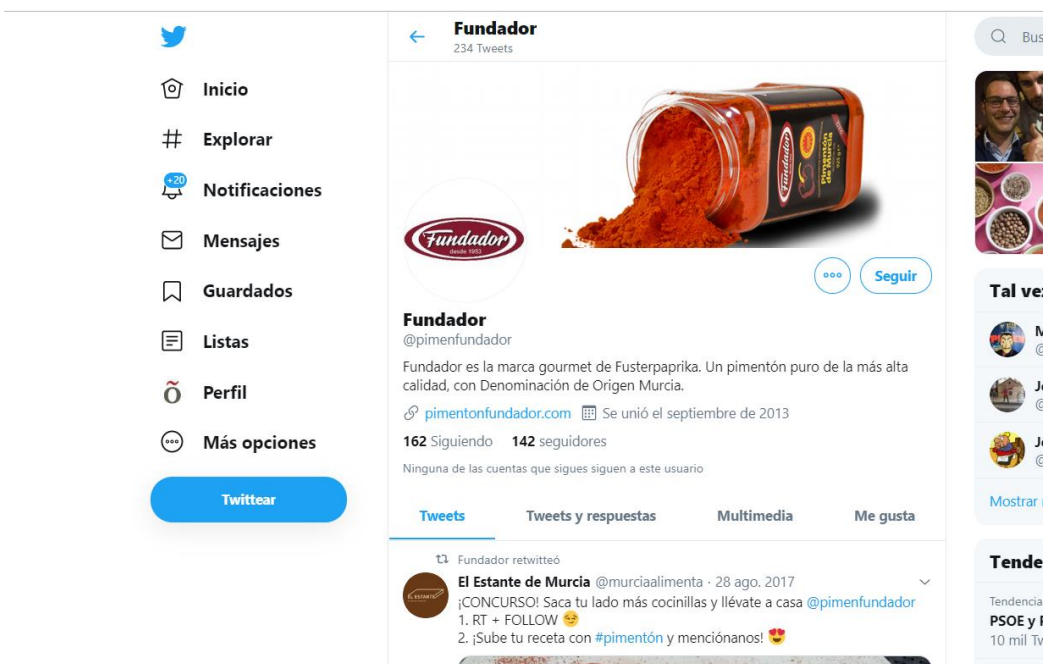 Fundador
234 Tweets
Inicio
Explorar
+20
Notificaciones
Mensajes
Guardados
Listas
Perfil
Más opciones
Twittear
Fundador
Pimentón
de Murcia
Fundador
desde 1953
Seguir
Fundador
@pimenfundador
Fundador es la marca gourmet de Fusterpaprika. Un pimentón puro de la más alta
calidad, con Denominación de Origen Murcia.
pimentonfundador.com Se unió el septiembre de 2013
162 Siguiendo 142 seguidores
Ninguna de las cuentas que sigues siguen a este usuario
Tweets Tweets y respuestas Multimedia Me gusta
Fundador retwitteó
El Estante de Murcia @murciaalimenta · 28 ago. 2017
¡CONCURSO! Saca tu lado más cocinillas y llévate a casa @pimenfundador
1. RT + FOLLOW 😏
2. ¡Sube tu receta con #pimentón y menciónanos! 😍
Bus
Tal vez
M
@
Jo
@
Jo
@
Mostrar
Tende
Tendencia
PSOE y P
10 mil Tw